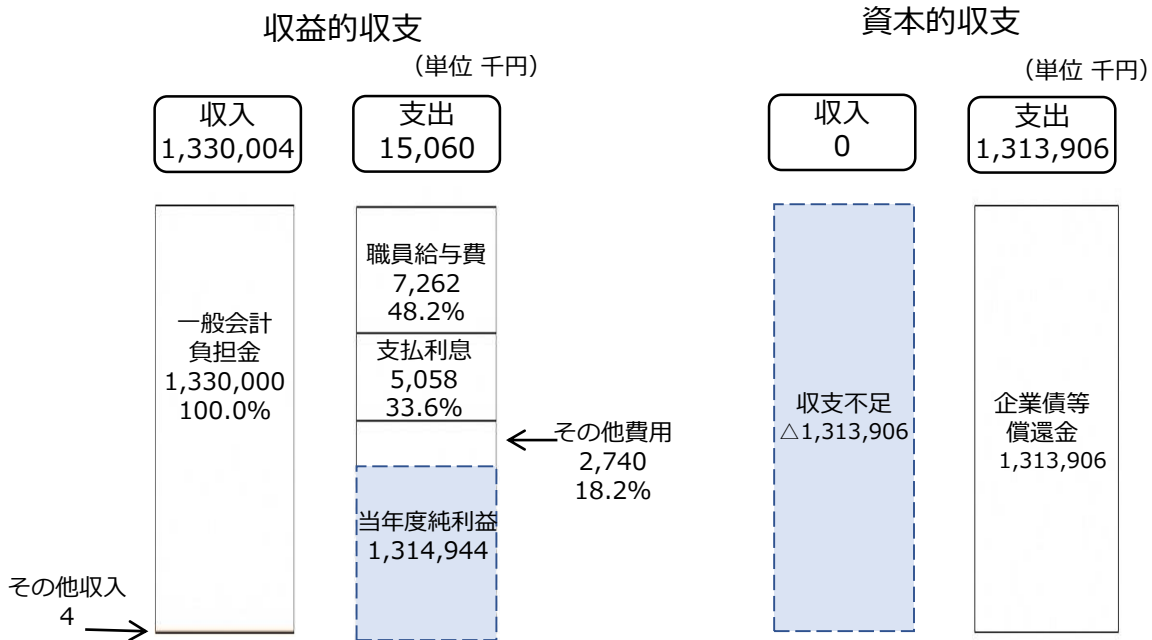 収益的収支
（単位 千円）
収入
1,330,004
支出
15,060
一般会計
負担金
1,330,000
100.0%
その他収入
4
職員給与費
7,262
48.2%
支払利息
5,058
33.6%
その他費用
2,740
18.2%
当年度純利益
1,314,944
資本的収支
（単位 千円）
収入
0
支出
1,313,906
収支不足
△1,313,906
企業債等
償還金
1,313,906